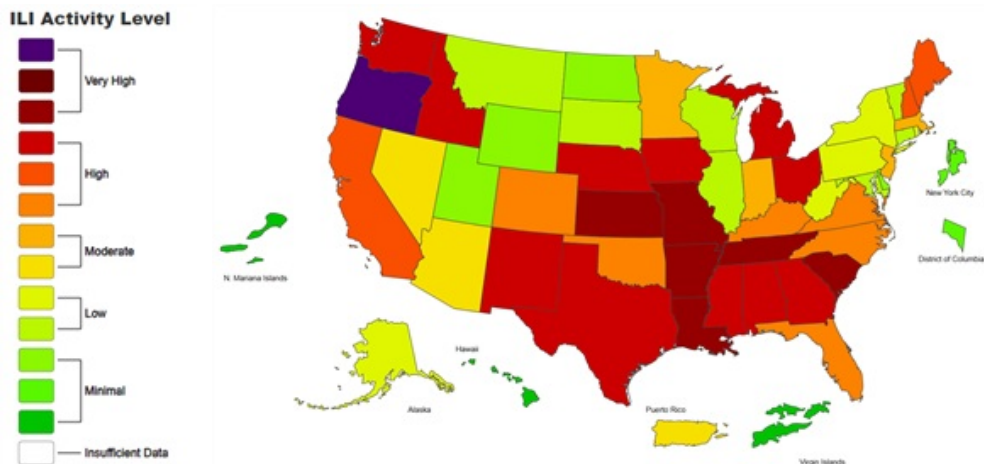 ILI Activity Level
Very High
High
Moderate
Low
Minimal
Insufficient Data
New York City
District of Columbia
N. Mariana Islands
Hawaii
Alaska
Puerto Rico
Virgin Islands